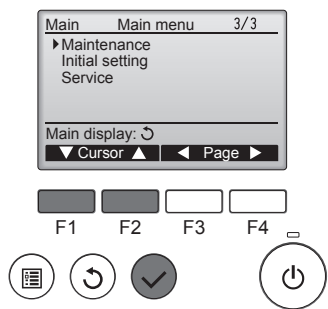 Main Main menu 3/3
Maintenance
Initial setting
Service
Main display:
Cursor Page
F1 F2 F3 F4